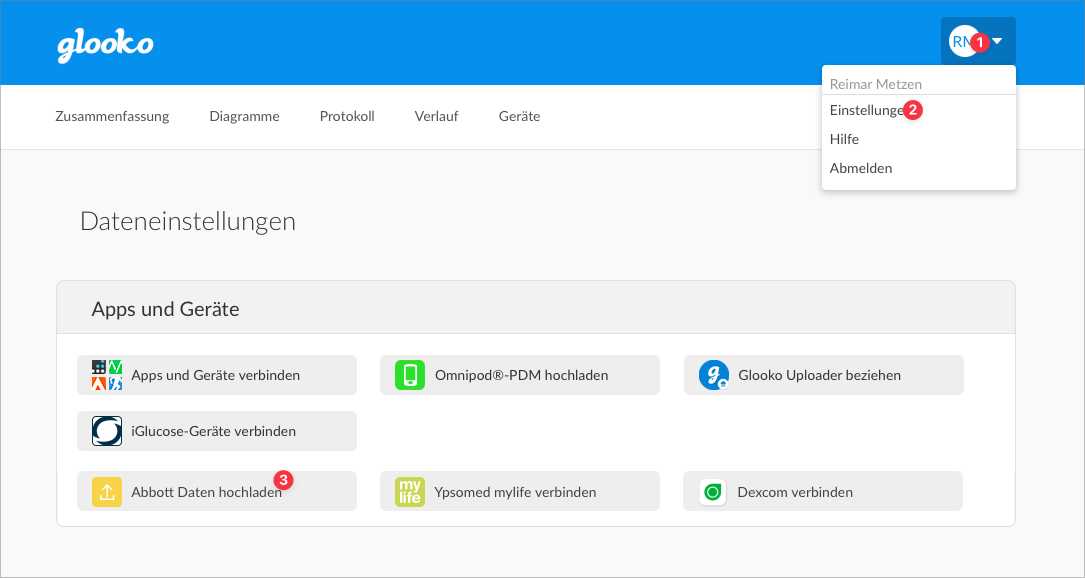 glooko
RM
1
Reimar Metzen
Einstellunge
2
Hilfe
Abmelden
Zusammenfassung
Diagramme
Protokoll
Verlauf
Geräte
Dateneinstellungen
Apps und Geräte
Apps und Geräte verbinden
Omnipod®-PDM hochladen
g
Glooko Uploader beziehen
iGlucose-Geräte verbinden
Abbott Daten hochladen
3
my
life
Ypsomed mylife verbinden
Dexcom verbinden